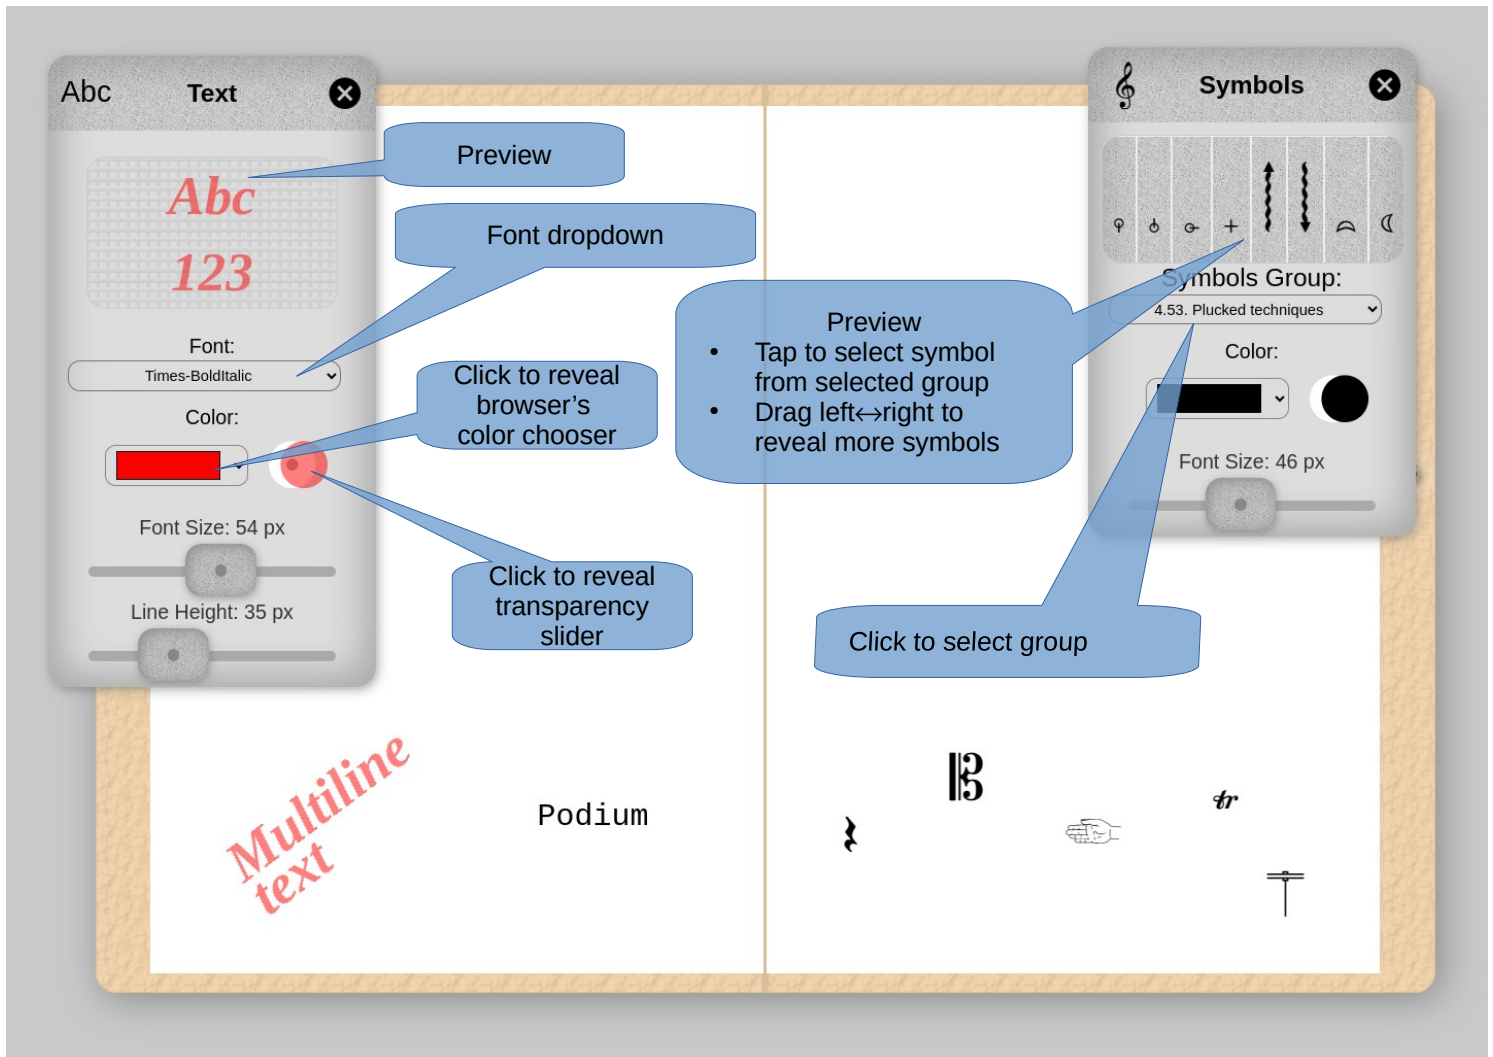 Abc
Text
Abc
123
Font:
Times-BoldItalic
Color:
Font Size: 54 px
Line Height: 35 px
Preview
Font dropdown
Click to reveal
browser’s
color chooser
Click to reveal
transparency
slider
Preview
• Tap to select symbol
from selected group
• Drag left↔right to
reveal more symbols
Symbols
Symbols Group:
4.53. Plucked techniques
Color:
Font Size: 46 px
Click to select group
Multiline
text
Podium
tr